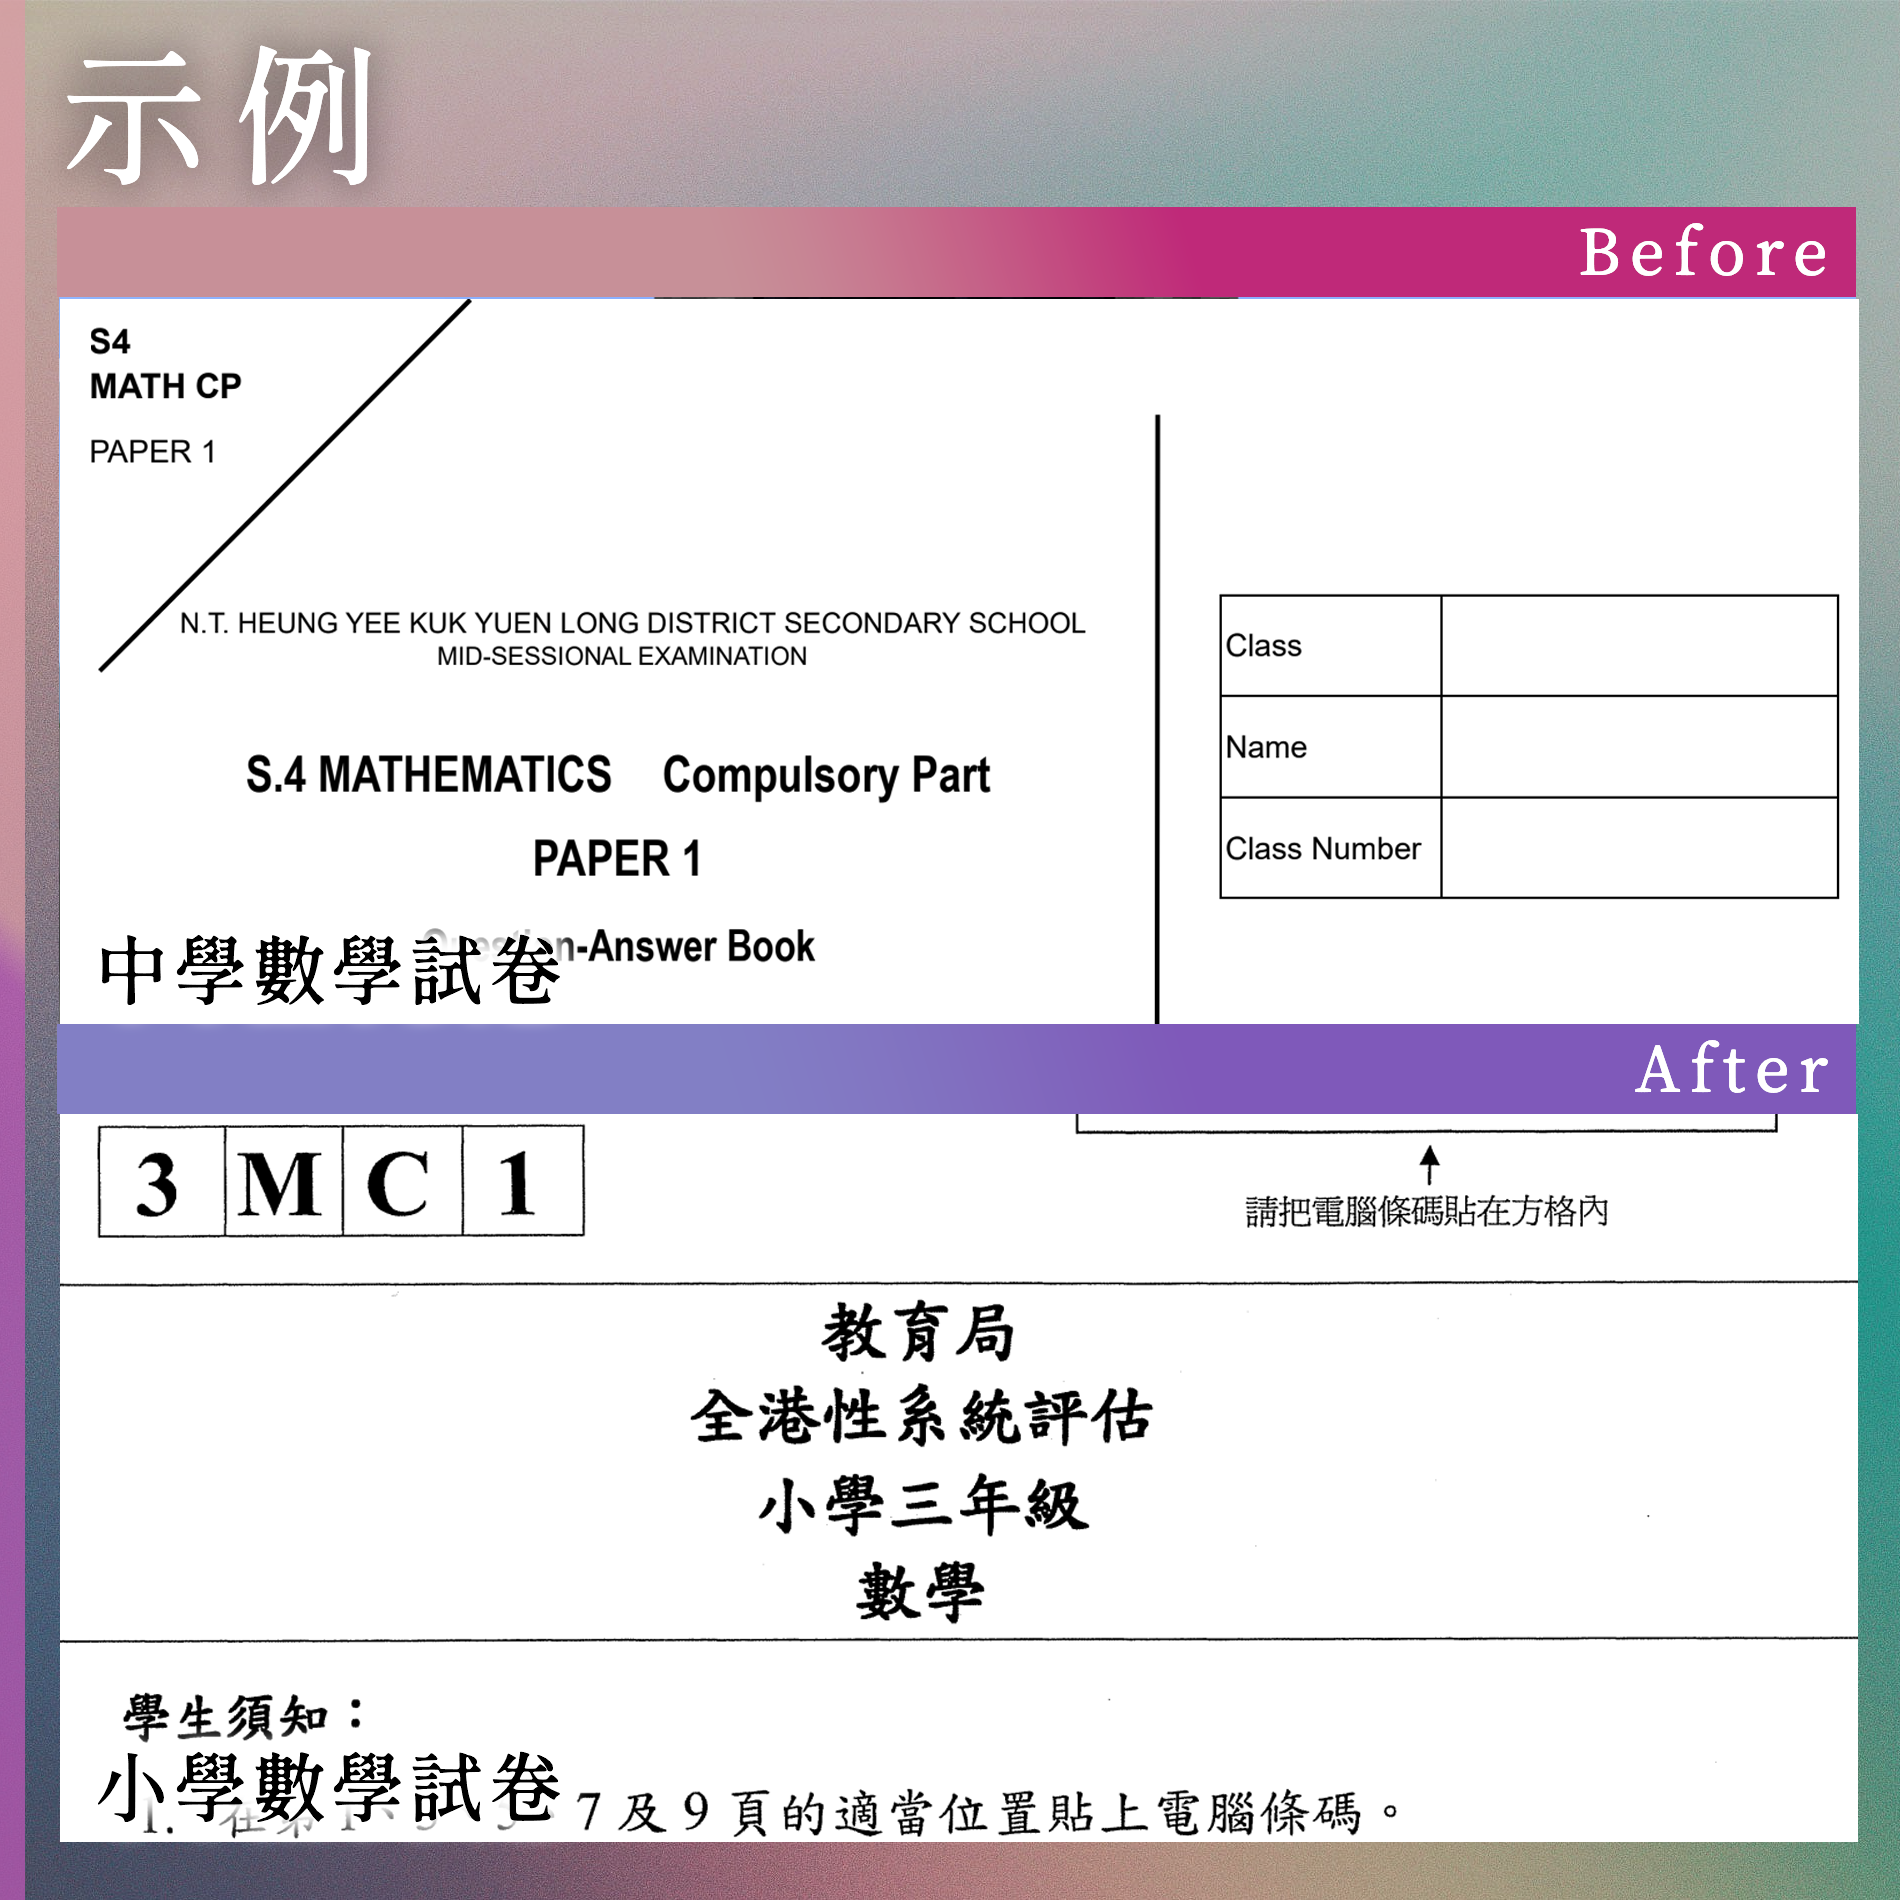 示例
Before
S4
MATH CP
PAPER 1
N.T. HEUNG YEE KUK YUEN LONG DISTRICT SECONDARY SCHOOL
MID-SESSIONAL EXAMINATION
Class
Name
Class Number
S.4 MATHEMATICS Compulsory Part
PAPER 1
Question-Answer Book
中學數學試卷
After
3 M C 1
請把電腦條碼貼在方格內
教育局
全港性系統評估
小學三年級
數學
學生須知：
小學數學試卷
1. 在第 1、3、5、7 及 9 頁的適當位置貼上電腦條碼。